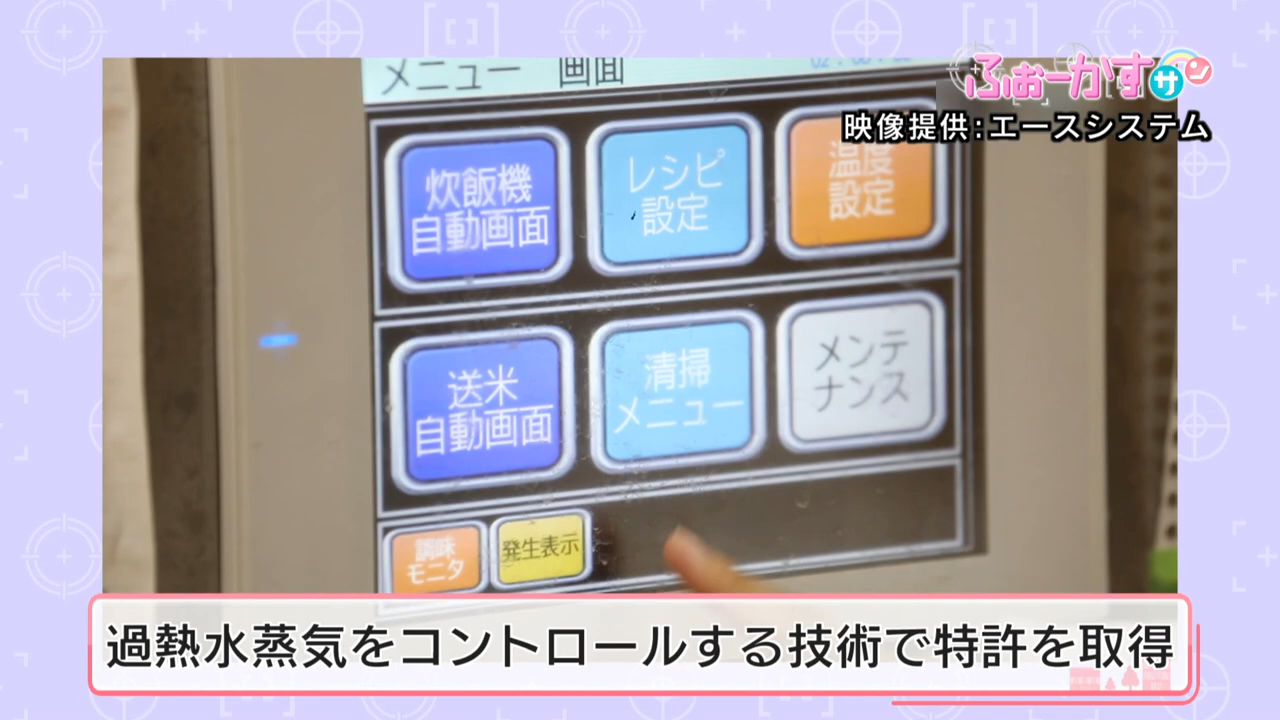 メニュー 画面
ふぉーかすサン
映像提供:エースシステム
炊飯機
自動画面
レシピ
設定
温度
設定
送米
自動画面
清掃
メニュー
メンテ
ナンス
調味
モニタ
発生表示
過熱水蒸気をコントロールする技術で特許を取得